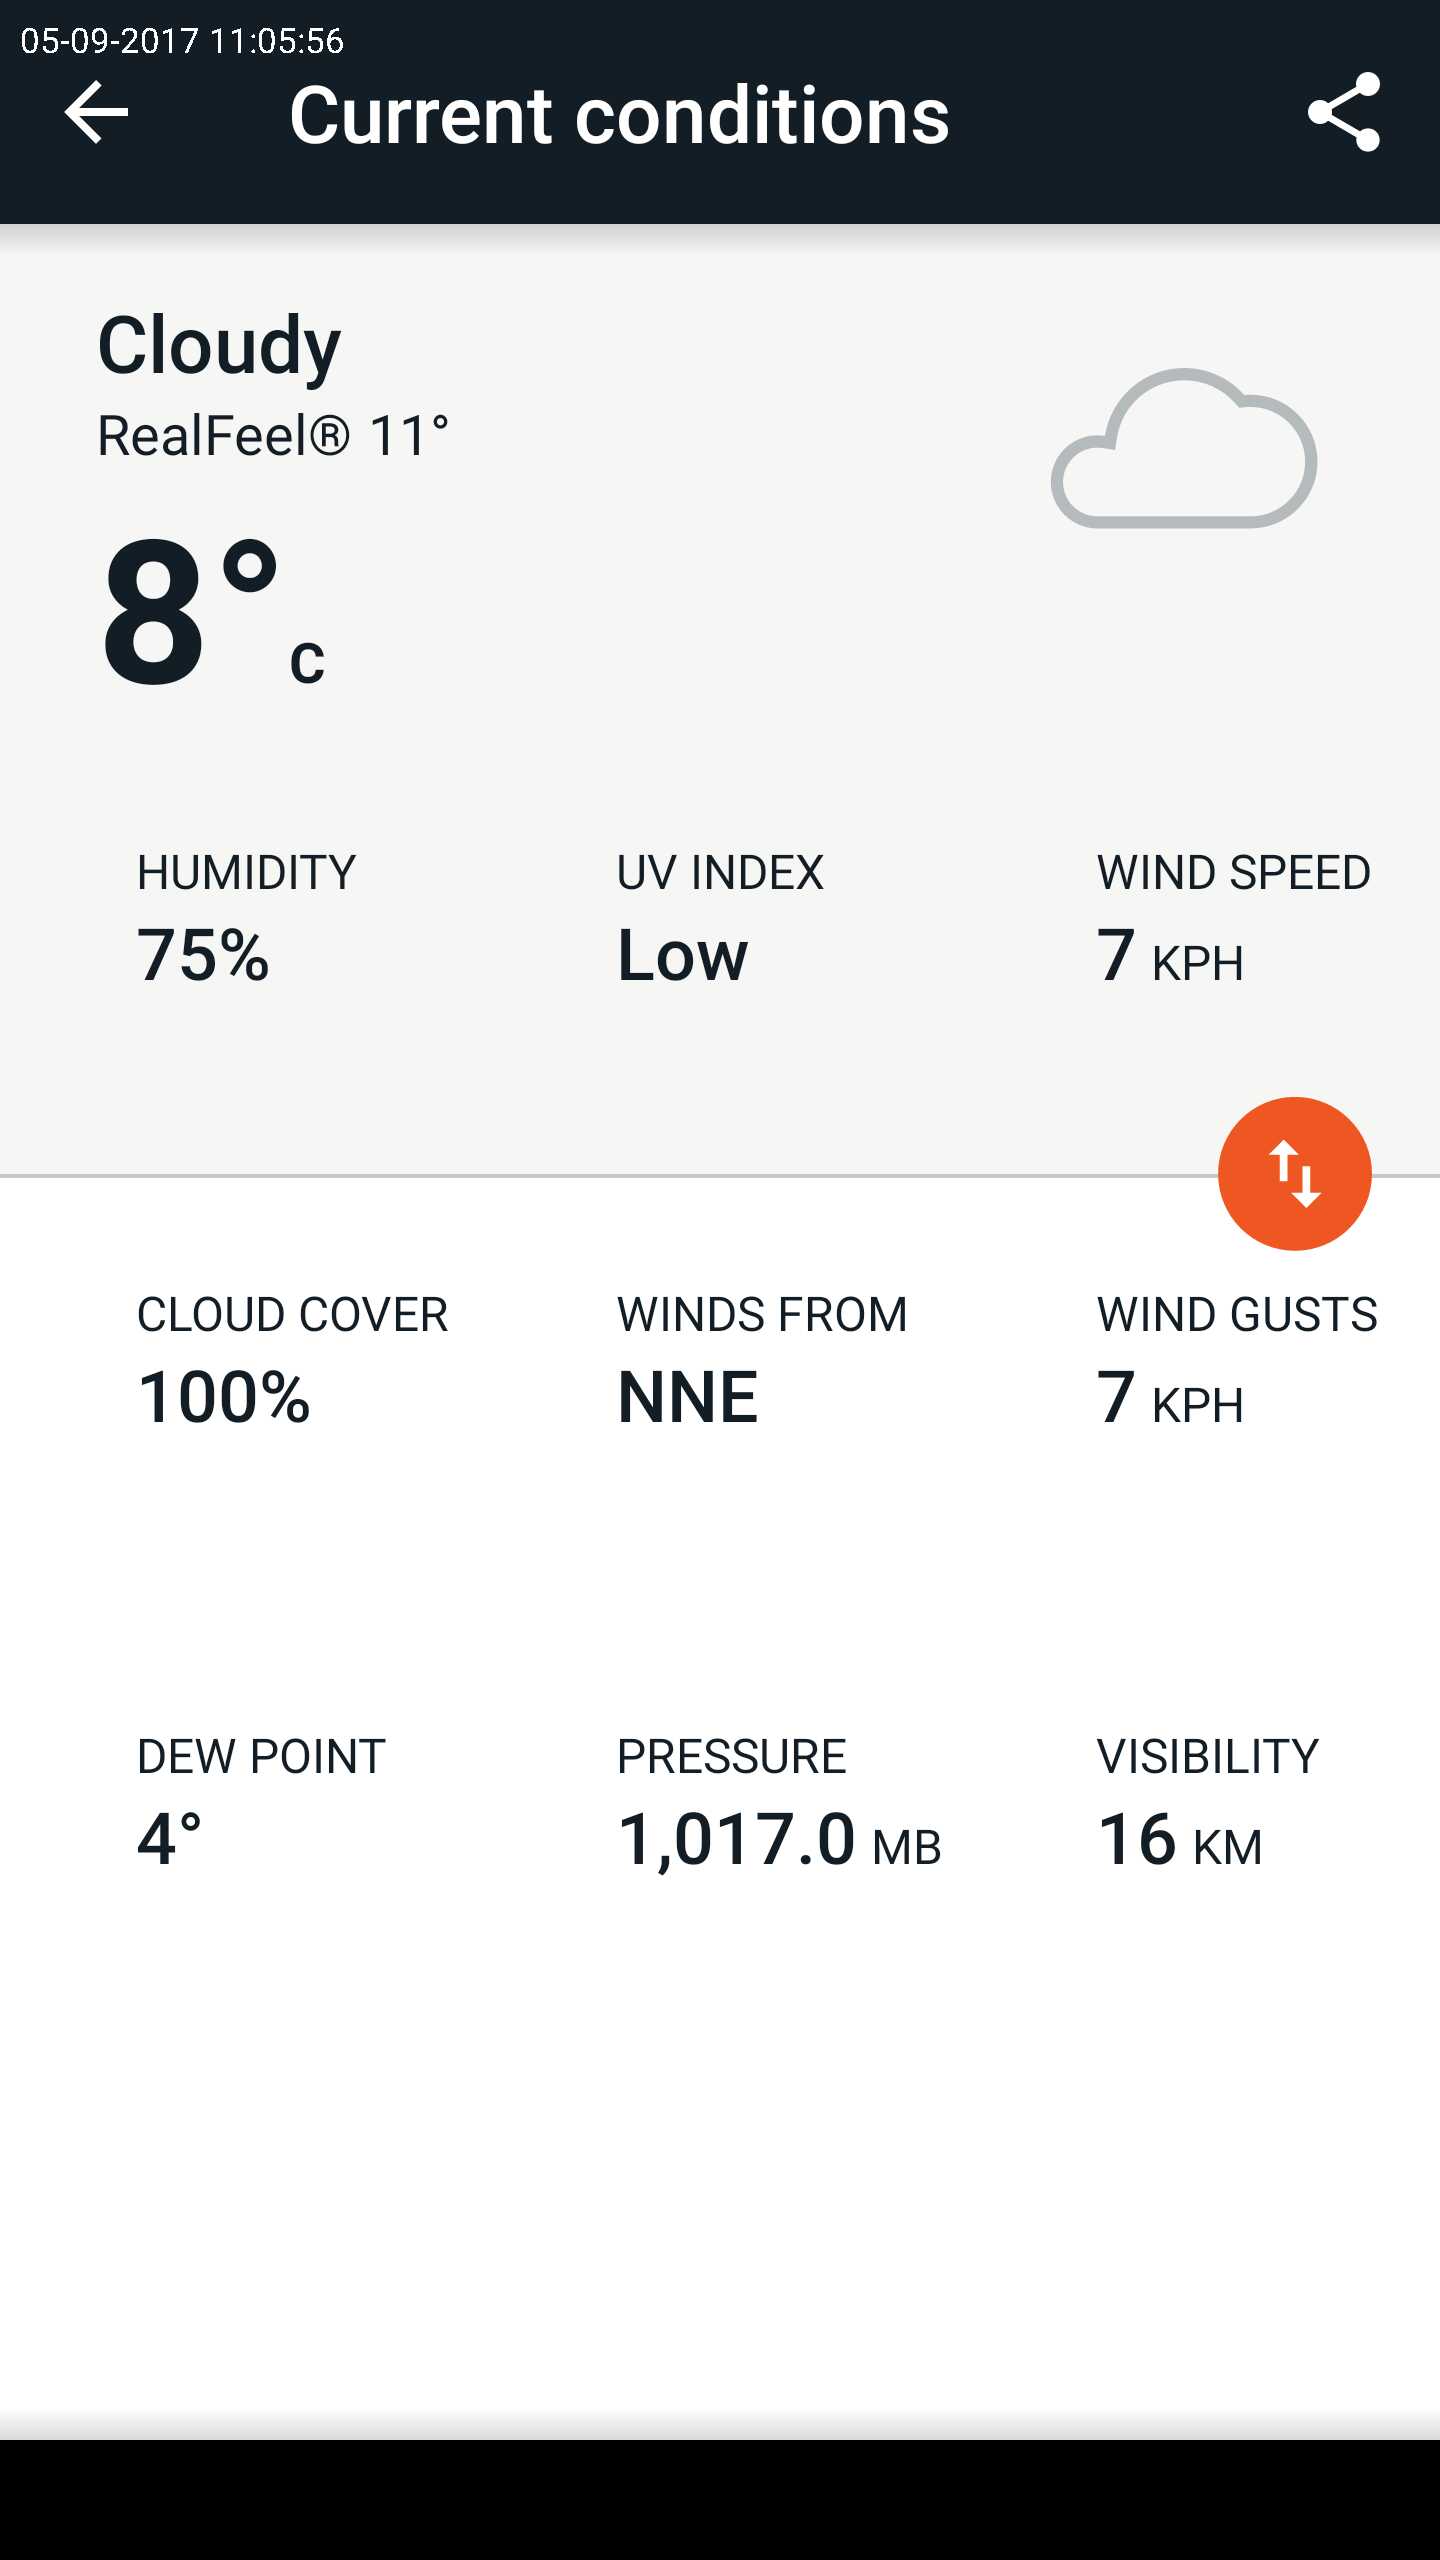 05-09-2017 11:05:56
Current conditions
Cloudy
RealFeel® 11°
8° C
HUMIDITY UV INDEX WIND SPEED
75% Low 7 KPH
CLOUD COVER WINDS FROM WIND GUSTS
100% NNE 7 KPH
DEW POINT PRESSURE VISIBILITY
4° 1,017.0 MB 16 KM